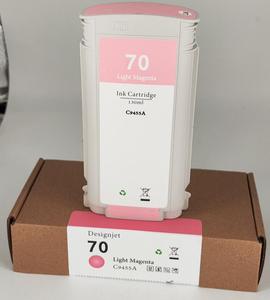 70
Light Magenta
Ink Cartridge
130ml
C9455A
Designjet
70
Light Magenta
C9455A